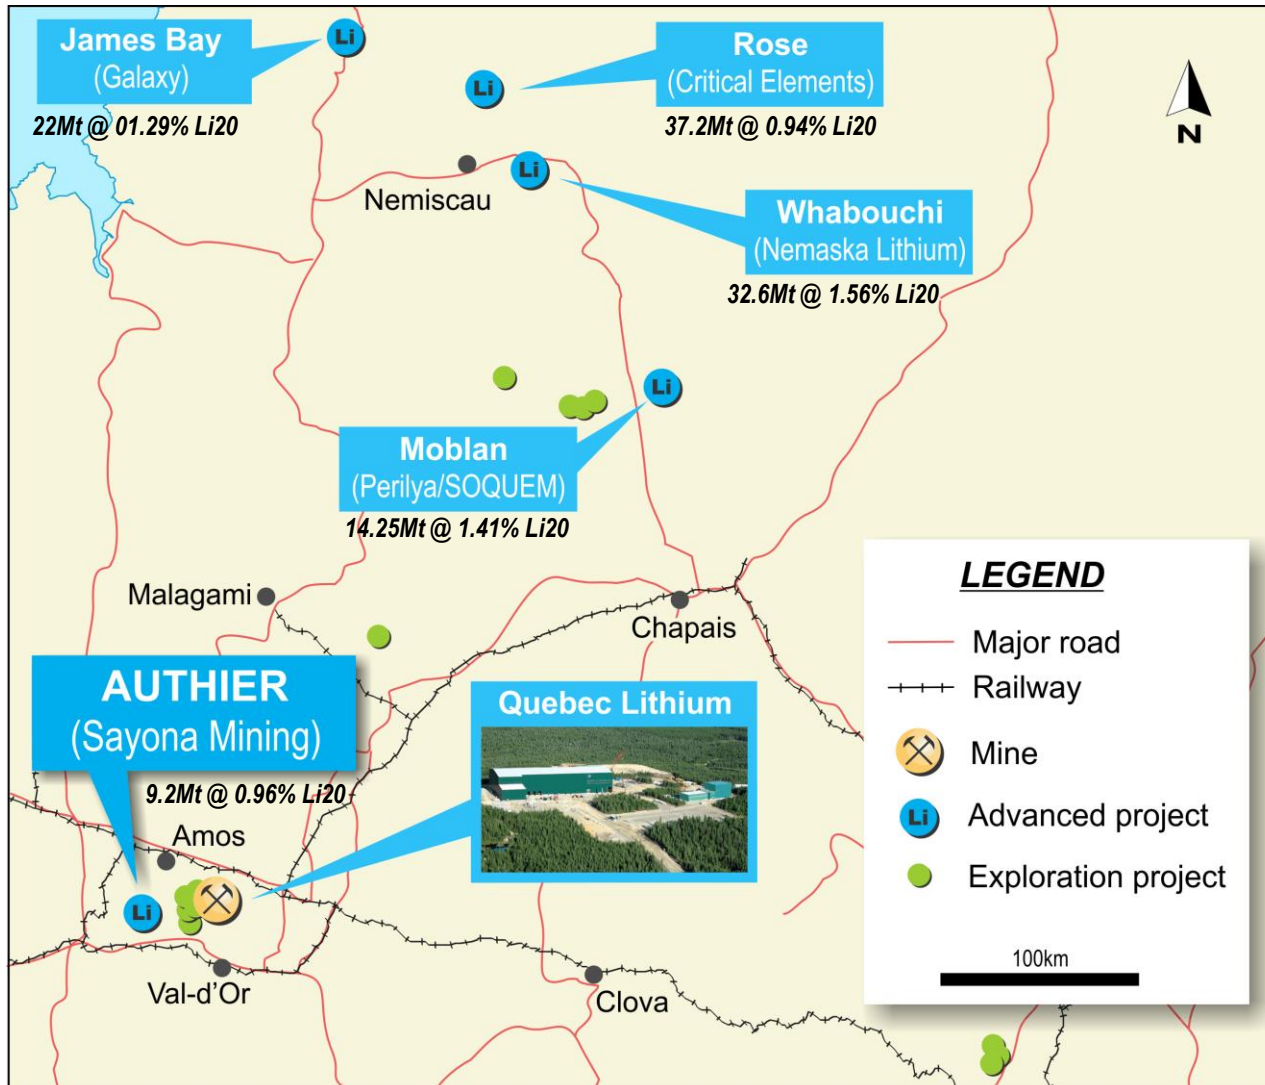 James Bay
(Galaxy)
22Mt @ 01.29% Li20
Li
Rose
(Critical Elements)
37.2Mt @ 0.94% Li20
Li
N
Nemiscau
Li
Whabouchi
(Nemaska Lithium)
32.6Mt @ 1.56% Li20
Li
Moblan
(Perilya/SOQUEM)
14.25Mt @ 1.41% Li20
Malagami
Chapais
AUTHIER
(Sayona Mining)
9.2Mt @ 0.96% Li20
Quebec Lithium
Amos
Li
Val-d'Or
Clova
LEGEND
Major road
Railway
Mine
Li
Advanced project
Exploration project
100km